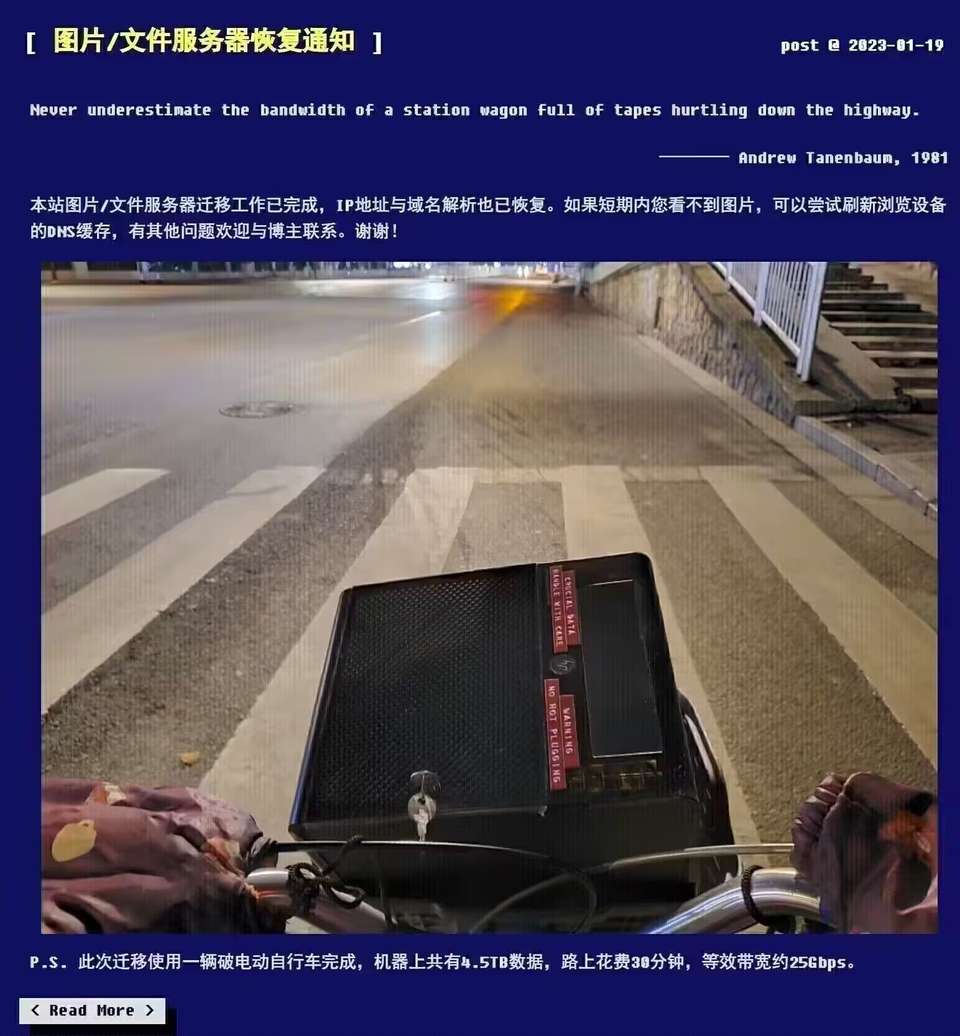 [ 图片/文件服务器恢复通知 ]
post @ 2023-01-19
Never underestimate the bandwidth of a station wagon full of tapes hurtling down the highway.
———— Andrew Tanenbaum, 1981
本站图片/文件服务器迁移工作已完成，IP地址与域名解析也已恢复。如果短期内您看不到图片，可以尝试刷新浏览设备
的DNS缓存，有其他问题欢迎与博主联系。谢谢！
CRUCIAL DATA
HANDLE WITH CARE
hp
WARNING
NO HOT PLUGGING
P.S. 此次迁移使用一辆破电动自行车完成，机器上共有4.5TB数据，路上花费30分钟，等效带宽约25Gbps。
< Read More >